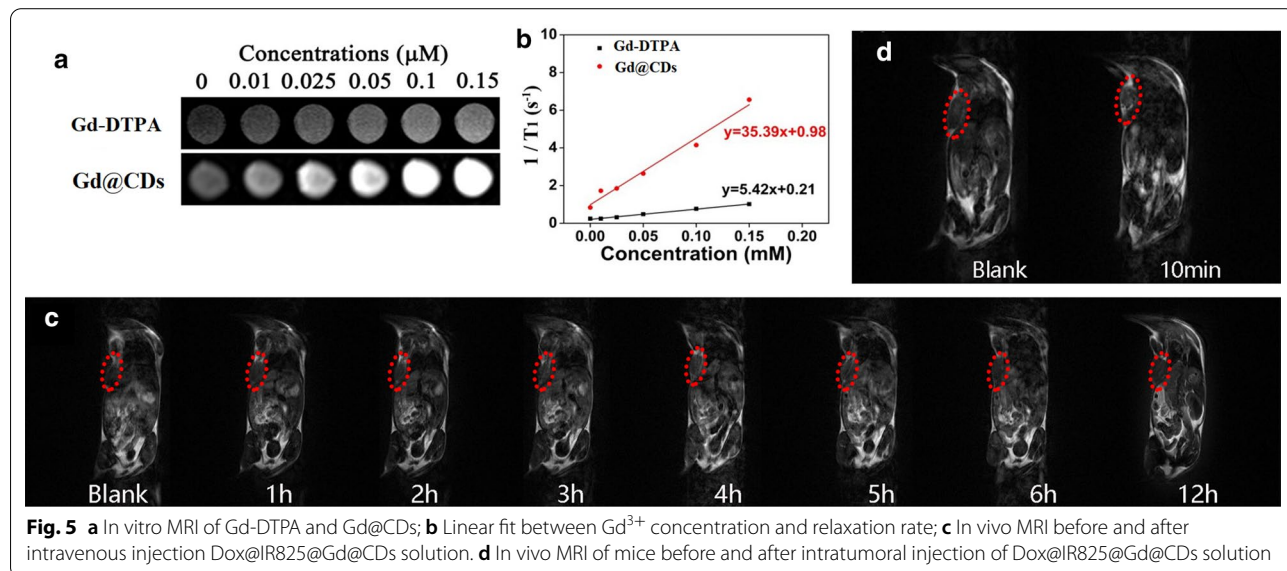 a
Concentrations (μM)
0 0.01 0.025 0.05 0.1 0.15
Gd-DTPA
Gd@CDs
b
10
8
6
4
2
0
1 / T1 (s⁻¹)
Gd-DTPA
Gd@CDs
y=35.39x+0.98
y=5.42x+0.21
0.00 0.05 0.10 0.15 0.20
Concentration (mM)
d
Blank 10min
c
Blank 1h 2h 3h 4h 5h 6h 12h
Fig. 5 a In vitro MRI of Gd-DTPA and Gd@CDs; b Linear fit between Gd³⁺ concentration and relaxation rate; c In vivo MRI before and after
intravenous injection Dox@IR825@Gd@CDs solution. d In vivo MRI of mice before and after intratumoral injection of Dox@IR825@Gd@CDs solution